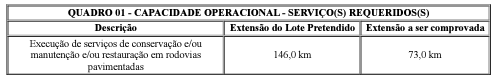 QUADRO 01 - CAPACIDADE OPERACIONAL - SERVIÇO(S) REQUERIDOS(S)
Descrição Extensão do Lote Pretendido Extensão a ser comprovada
Execução de serviços de conservação e/ou
manutenção e/ou restauração em rodovias
pavimentadas
146,0 km 73,0 km